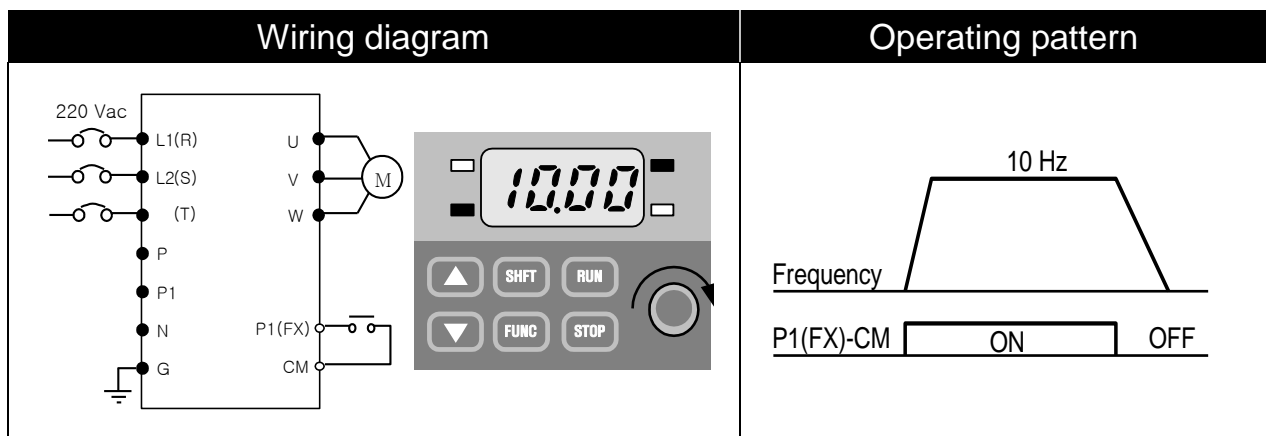 Wiring diagram
Operating pattern
220 Vac
L1(R)
L2(S)
(T)
P
P1
N
G
U
V
W
M
P1(FX)
CM
10.00
SHFT
RUN
FUNC
STOP
10 Hz
Frequency
P1(FX)-CM
ON
OFF